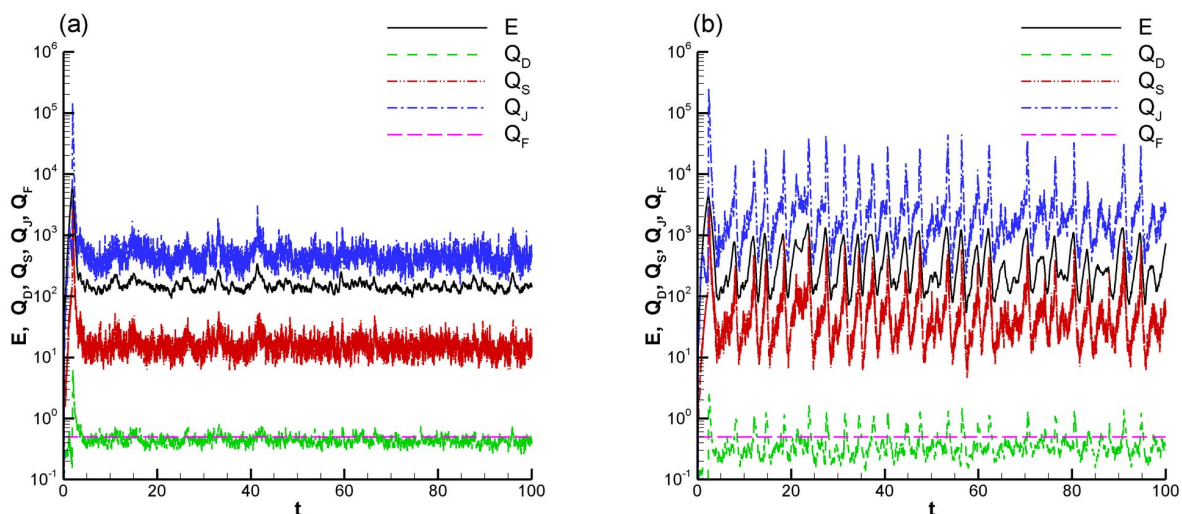 (a)
E
Q_D
Q_S
Q_J
Q_F
E, Q_D, Q_S, Q_J, Q_F
10^6
10^5
10^4
10^3
10^2
10^1
10^0
10^-1
0 20 40 60 80 100
t
(b)
E
Q_D
Q_S
Q_J
Q_F
E, Q_D, Q_S, Q_J, Q_F
10^6
10^5
10^4
10^3
10^2
10^1
10^0
10^-1
0 20 40 60 80 100
t